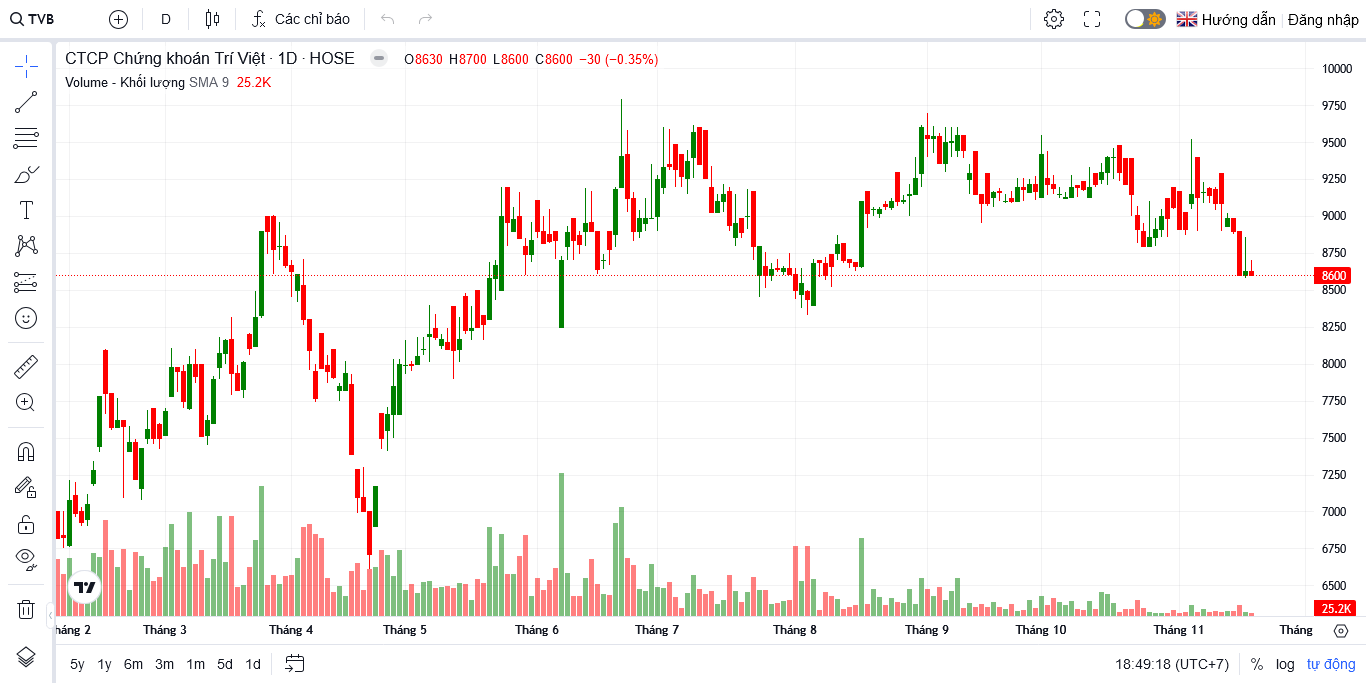 TVB D Các chỉ báo Hướng dẫn Đăng nhập
CTCP Chứng khoán Trí Việt · 1D · HOSE O8630 H8700 L8600 C8600 −30 (−0.35%)
Volume - Khối lượng SMA 9 25.2K
10000
9750
9500
9250
9000
8750
8600
8500
8250
8000
7750
7500
7250
7000
6750
6500
25.2K
háng 2 Tháng 3 Tháng 4 Tháng 5 Tháng 6 Tháng 7 Tháng 8 Tháng 9 Tháng 10 Tháng 11 Tháng
5y 1y 6m 3m 1m 5d 1d 18:49:18 (UTC+7) % log tự động